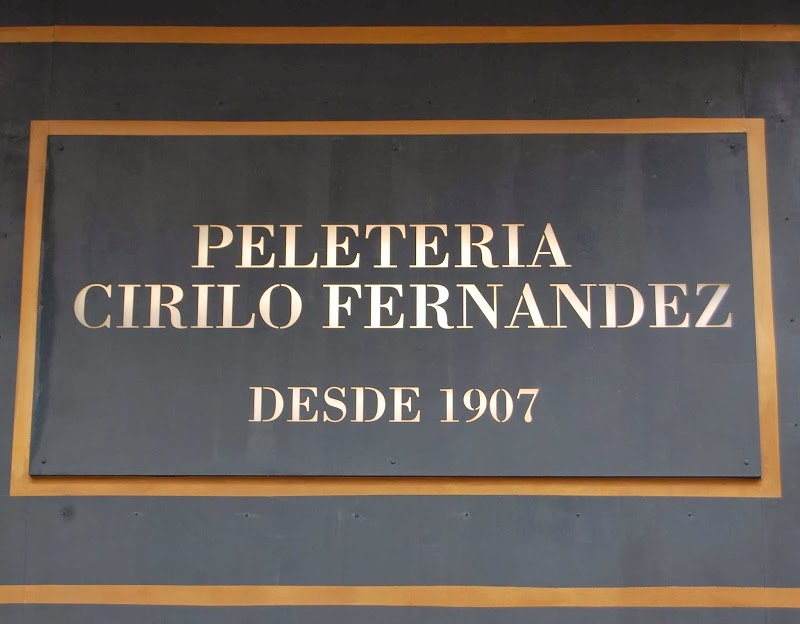 PELETERIA
CIRILO FERNANDEZ
DESDE 1907